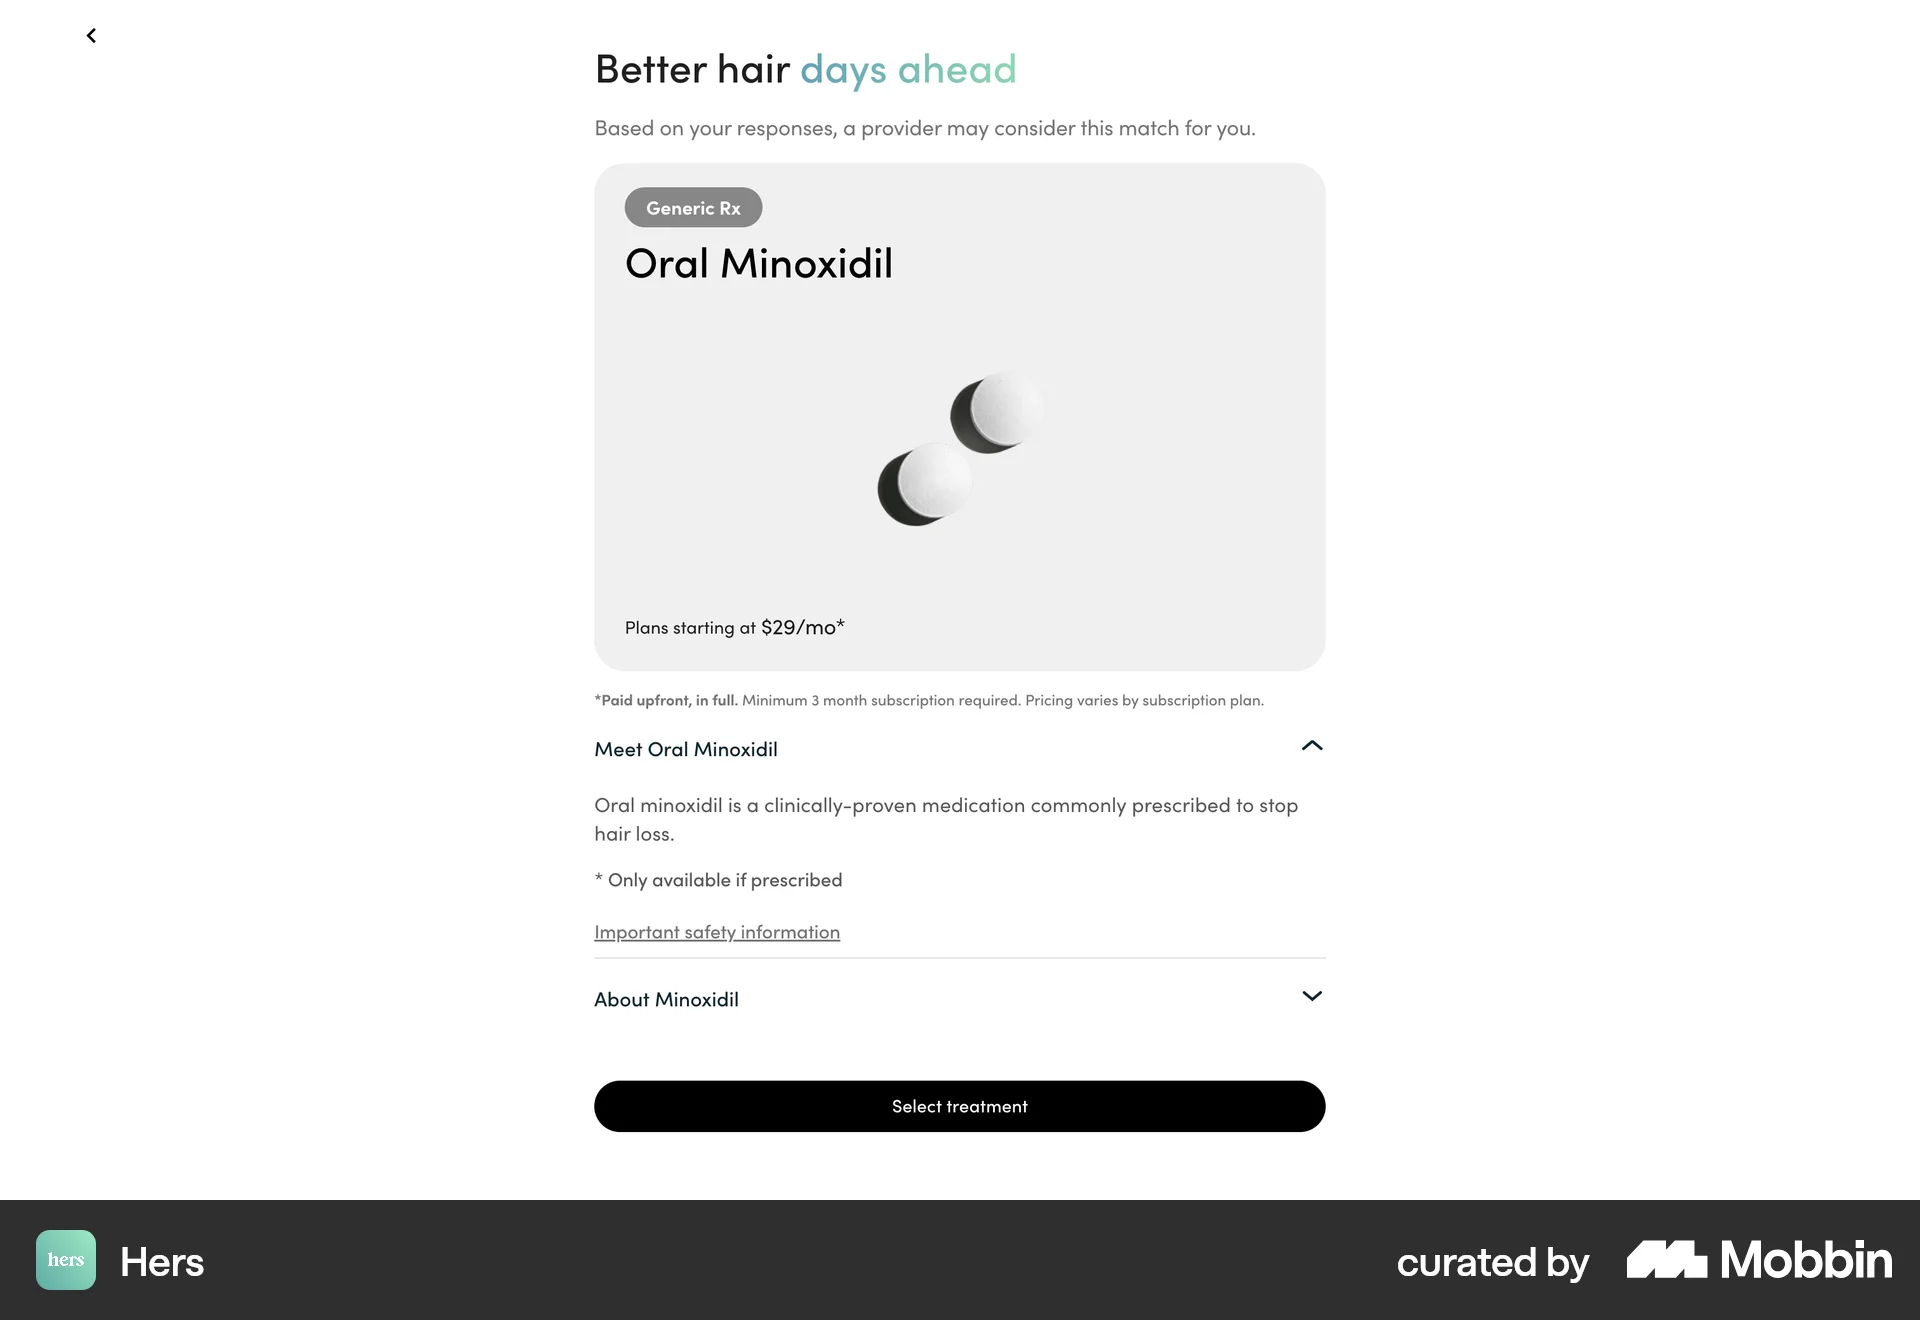 Better hair days ahead
Based on your responses, a provider may consider this match for you.
Generic Rx
Oral Minoxidil
Plans starting at $29/mo*
*Paid upfront, in full. Minimum 3 month subscription required. Pricing varies by subscription plan.
Meet Oral Minoxidil
Oral minoxidil is a clinically-proven medication commonly prescribed to stop
hair loss.
* Only available if prescribed
Important safety information
About Minoxidil
Select treatment
hers
Hers
curated by
Mobbin